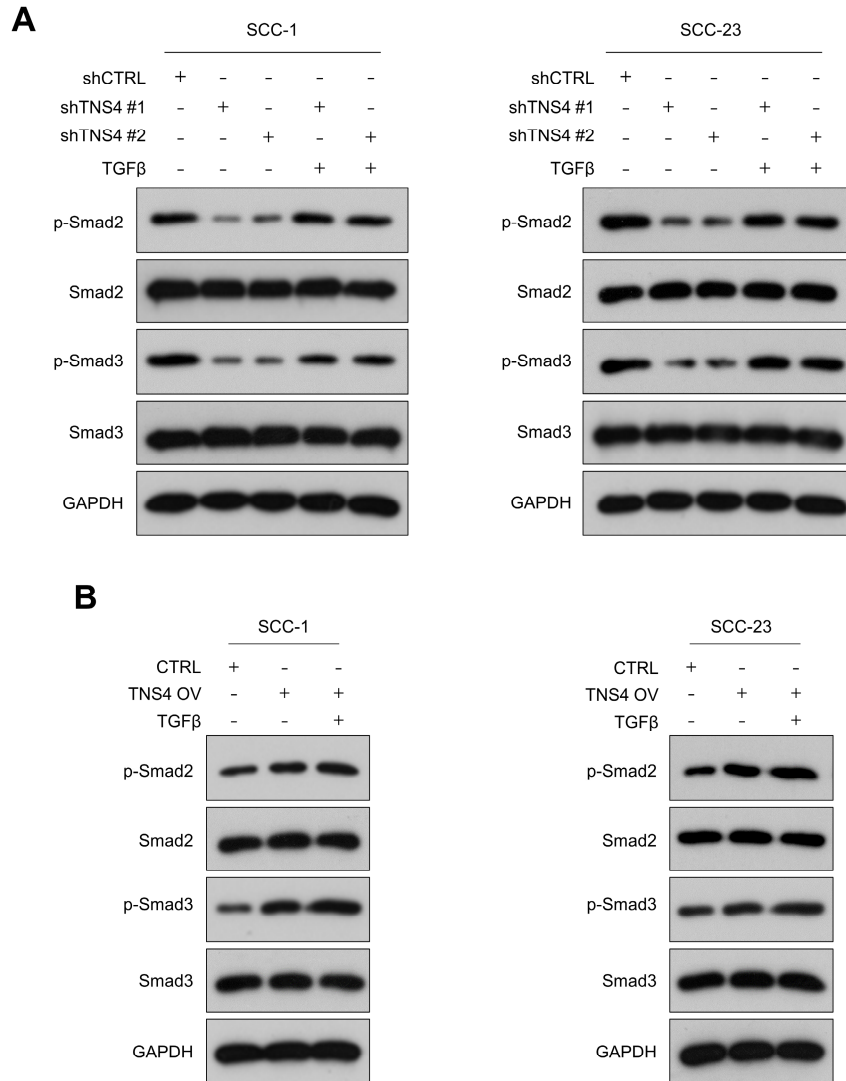 A
SCC-1
shCTRL + – – – –
shTNS4 #1 – + – + –
shTNS4 #2 – – + – +
TGFβ – – – + +
p-Smad2
Smad2
p-Smad3
Smad3
GAPDH
SCC-23
shCTRL + – – – –
shTNS4 #1 – + – + –
shTNS4 #2 – – + – +
TGFβ – – – + +
p-Smad2
Smad2
p-Smad3
Smad3
GAPDH
B
SCC-1
CTRL + – –
TNS4 OV – + +
TGFβ – – +
p-Smad2
Smad2
p-Smad3
Smad3
GAPDH
SCC-23
CTRL + – –
TNS4 OV – + +
TGFβ – – +
p-Smad2
Smad2
p-Smad3
Smad3
GAPDH